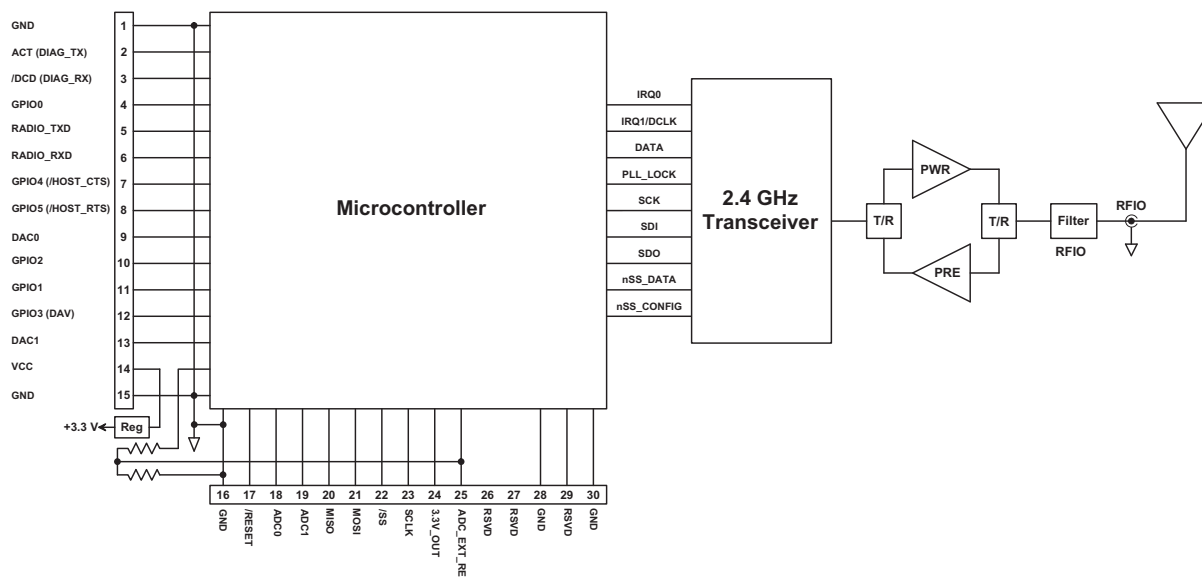 GND 1
ACT (DIAG_TX) 2
/DCD (DIAG_RX) 3
GPIO0 4
RADIO_TXD 5
RADIO_RXD 6
GPIO4 (/HOST_CTS) 7
GPIO5 (/HOST_RTS) 8
DAC0 9
GPIO2 10
GPIO1 11
GPIO3 (DAV) 12
DAC1 13
VCC 14
GND 15
+3.3 V
Reg
Microcontroller
IRQ0
IRQ1/DCLK
DATA
PLL_LOCK
SCK
SDI
SDO
nSS_DATA
nSS_CONFIG
2.4 GHz
Transceiver
T/R
PWR
PRE
T/R
Filter
RFIO
RFIO
16 17 18 19 20 21 22 23 24 25 26 27 28 29 30
GND
/RESET
ADC0
ADC1
MISO
MOSI
/SS
SCLK
3.3V_OUT
ADC_EXT_RE
RSVD
RSVD
GND
RSVD
GND